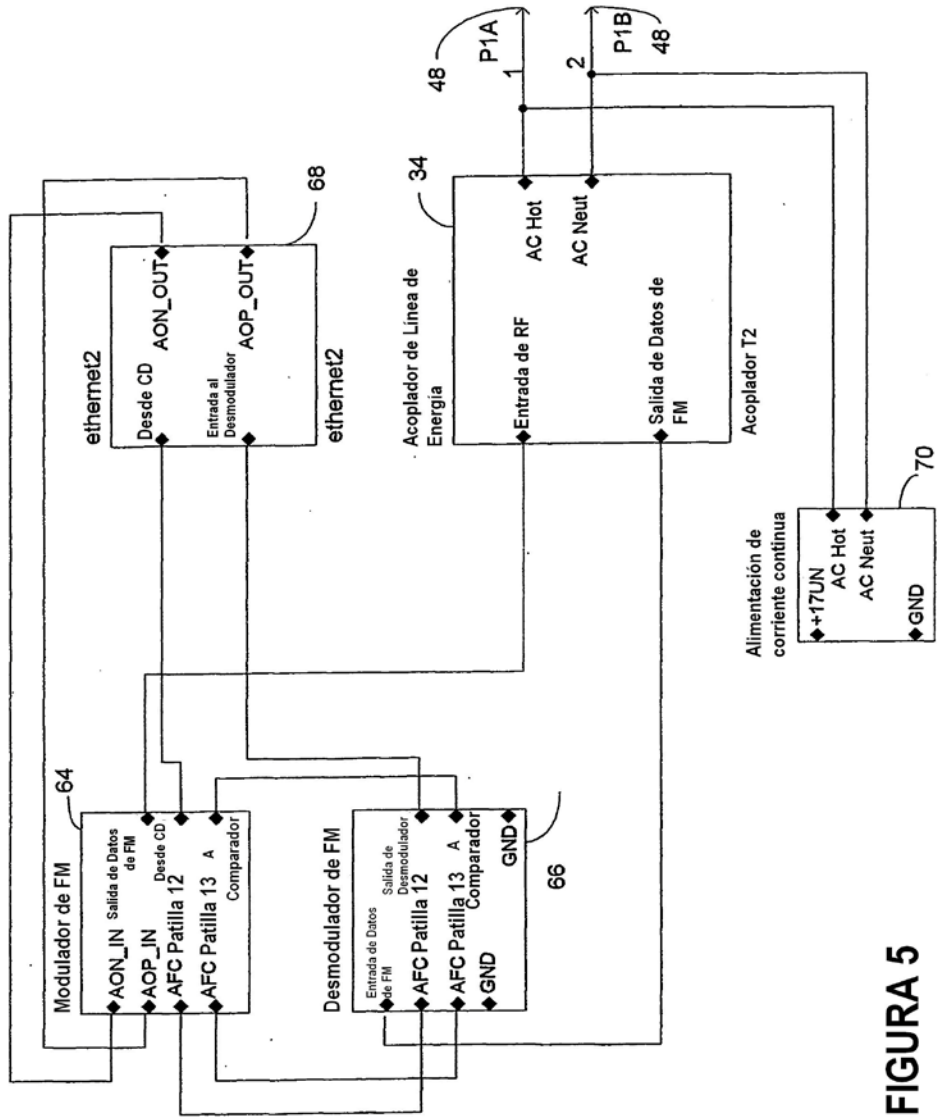 Modulador de FM
64
AON_IN
AOP_IN
AFC Patilla 12
AFC Patilla 13
Salida de Datos
de FM
Desde CD
A
Comparador
Desmodulador de FM
66
Entrada de Datos
de FM
AFC Patilla 12
AFC Patilla 13
GND
Salida de
Desmodulador
A
Comparador
GND
ethernet2
68
Desde CD
Entrada al
Desmodulador
AON_OUT
AOP_OUT
ethernet2
Acoplador de Línea de
Energía
34
Entrada de RF
Salida de Datos de
FM
AC Hot
AC Neut
Acoplador T2
48
P1A
1
2
P1B
48
Alimentación de
corriente continua
+17UN
AC Hot
AC Neut
GND
70
FIGURA 5